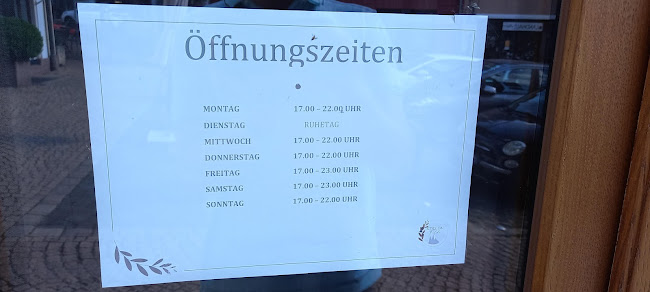 Öffnungszeiten
MONTAG 17.00 – 22.00 UHR
DIENSTAG RUHETAG
MITTWOCH 17.00 – 22.00 UHR
DONNERSTAG 17.00 – 22.00 UHR
FREITAG 17.00 – 23.00 UHR
SAMSTAG 17.00 – 23.00 UHR
SONNTAG 17.00 – 22.00 UHR